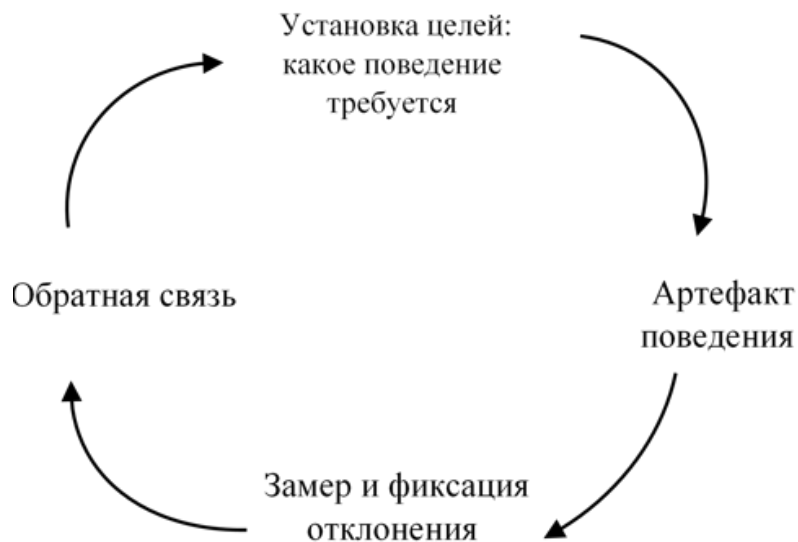 Установка целей:
какое поведение
требуется
Обратная связь
Артефакт
поведения
Замер и фиксация
отклонения